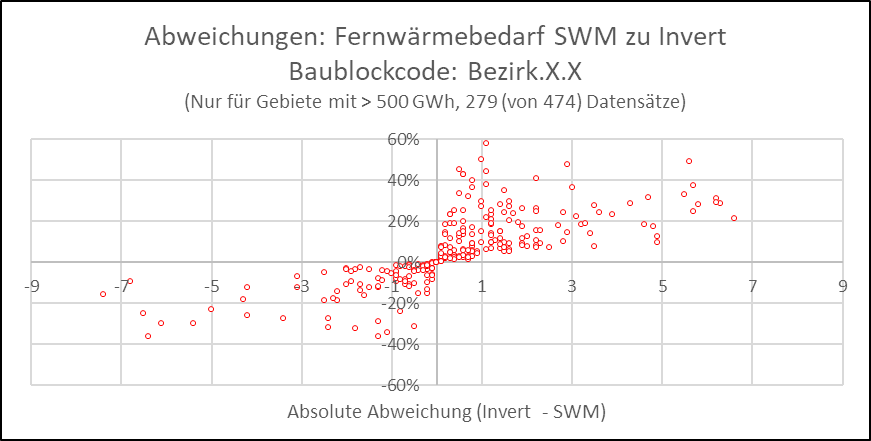 Abweichungen: Fernwärmebedarf SWM zu Invert
Baublockcode: Bezirk.X.X
(Nur für Gebiete mit > 500 GWh, 279 (von 474) Datensätze)
60%
40%
20%
0%
-9 -7 -5 -3 -1 1 3 5 7 9
-20%
-40%
-60%
Absolute Abweichung (Invert - SWM)